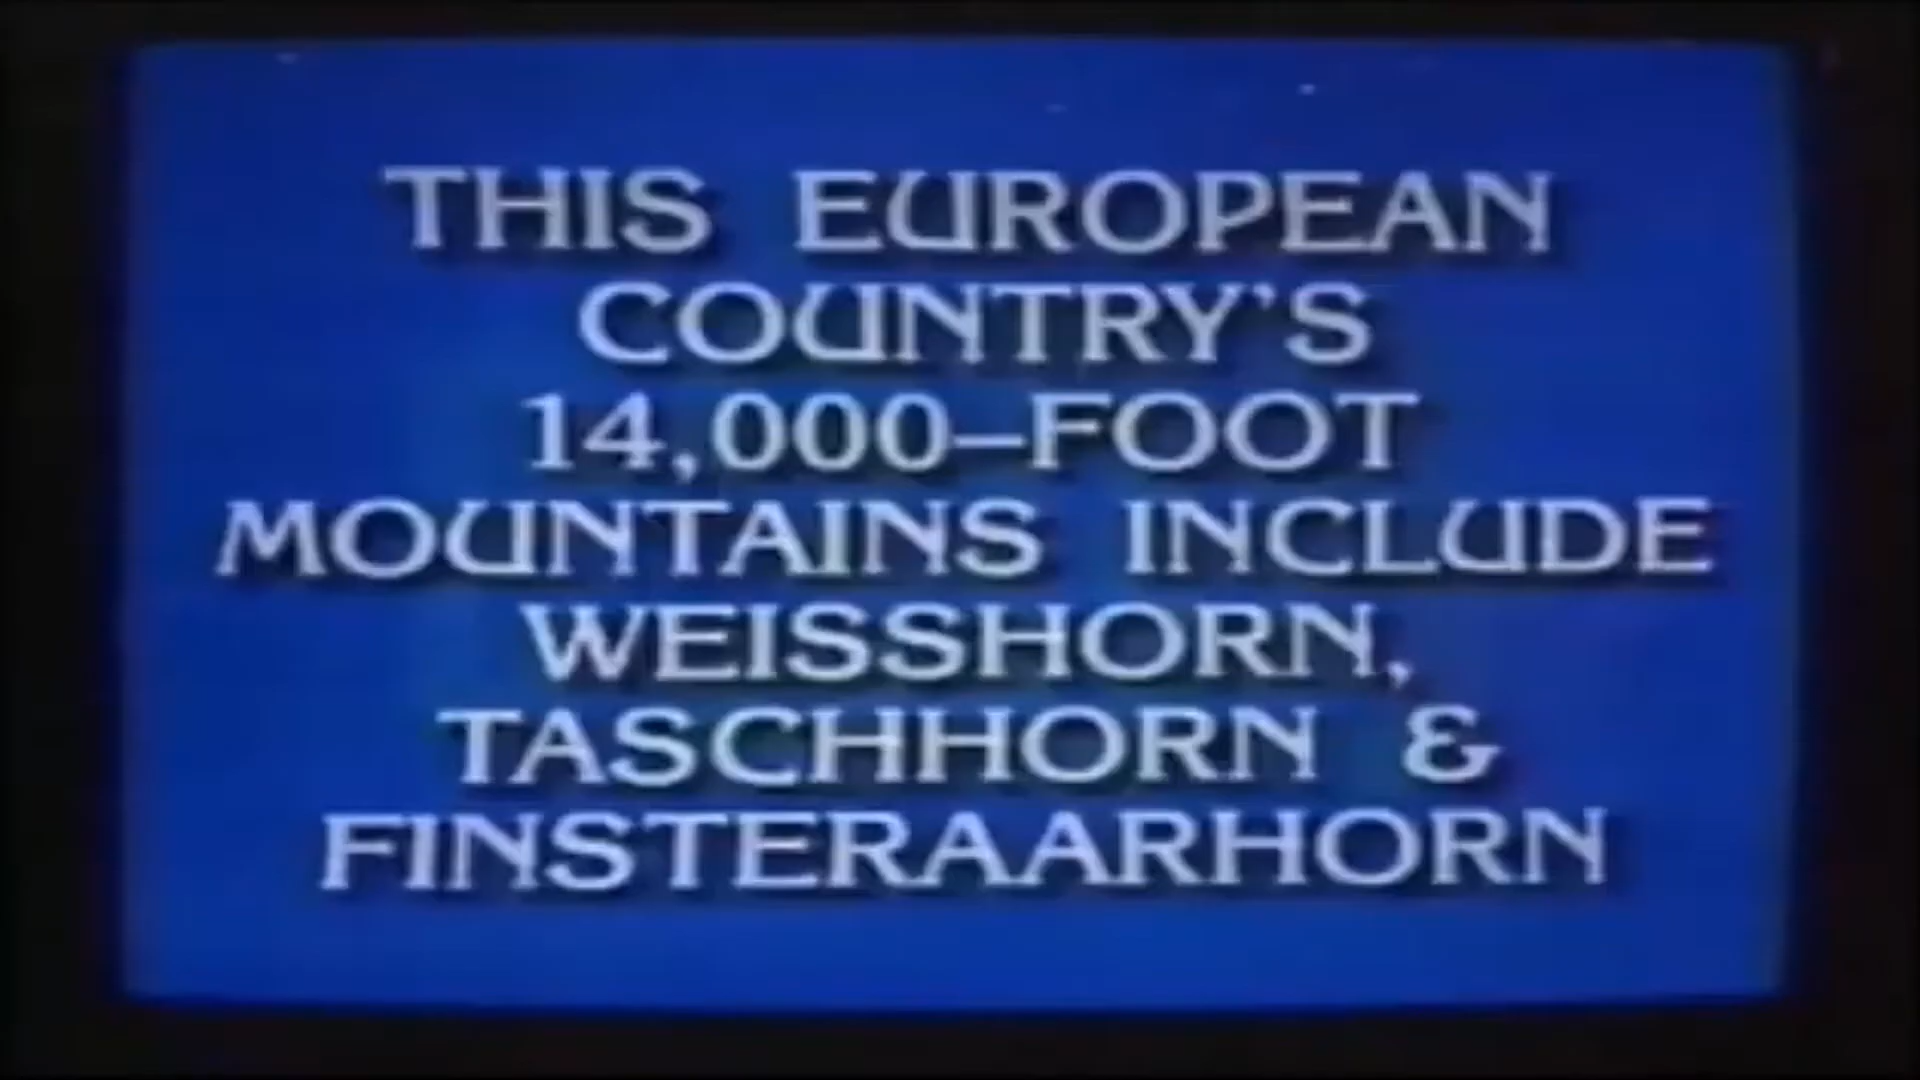 THIS EUROPEAN
COUNTRY'S
14,000–FOOT
MOUNTAINS INCLUDE
WEISSHORN,
TASCHHORN &
FINSTERAARHORN